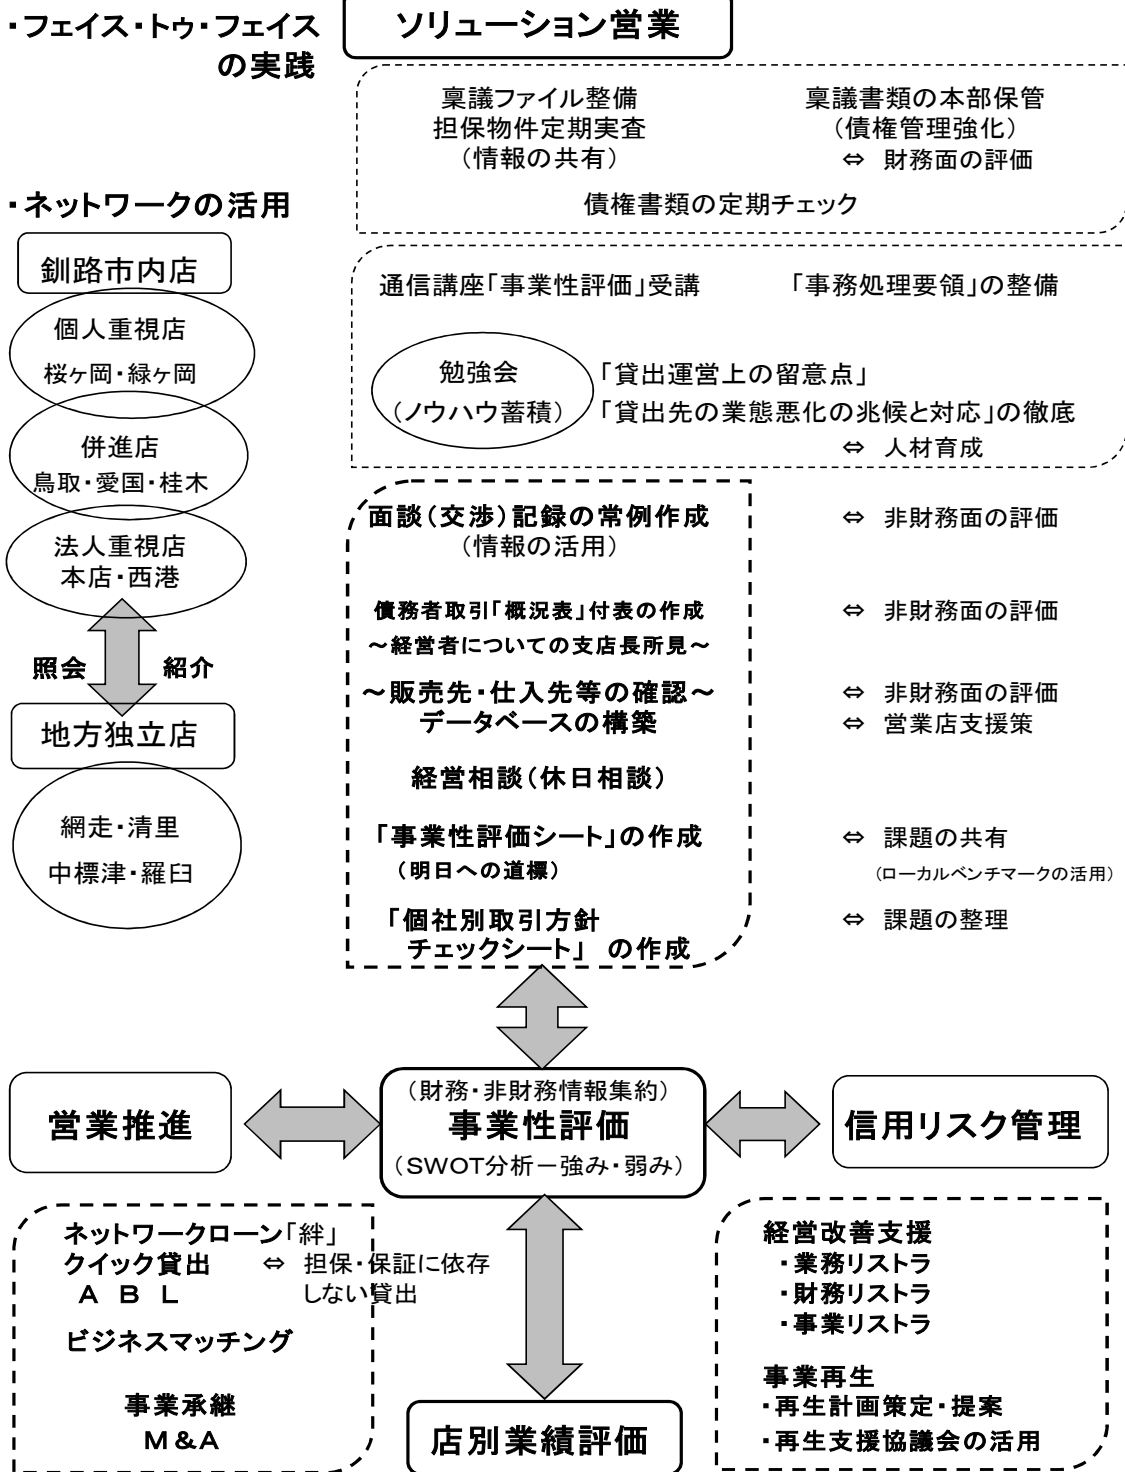 ・フェイス・トゥ・フェイス
の実践
ソリューション営業
稟議ファイル整備
担保物件定期実査
(情報の共有)
稟議書類の本部保管
(債権管理強化)
⇔ 財務面の評価
債権書類の定期チェック
・ネットワークの活用
釧路市内店
個人重視店
桜ヶ岡・緑ヶ岡
併進店
鳥取・愛国・桂木
法人重視店
本店・西港
照会
紹介
地方独立店
網走・清里
中標津・羅臼
通信講座「事業性評価」受講
「事務処理要領」の整備
勉強会
(ノウハウ蓄積)
「貸出運営上の留意点」
「貸出先の業態悪化の兆候と対応」の徹底
⇔ 人材育成
面談(交渉)記録の常例作成
(情報の活用)
⇔ 非財務面の評価
債務者取引「概況表」付表の作成
~経営者についての支店長所見~
⇔ 非財務面の評価
~販売先・仕入先等の確認~
データベースの構築
⇔ 非財務面の評価
⇔ 営業店支援策
経営相談(休日相談)
「事業性評価シート」の作成
(明日への道標)
⇔ 課題の共有
(ローカルベンチマークの活用)
「個社別取引方針
チェックシート」 の作成
⇔ 課題の整理
営業推進
(財務・非財務情報集約)
事業性評価
(SWOT分析-強み・弱み)
信用リスク管理
ネットワークローン「絆」
クイック貸出 ⇔ 担保・保証に依存
ABL しない貸出
ビジネスマッチング
事業承継
M&A
店別業績評価
経営改善支援
・業務リストラ
・財務リストラ
・事業リストラ
事業再生
・再生計画策定・提案
・再生支援協議会の活用